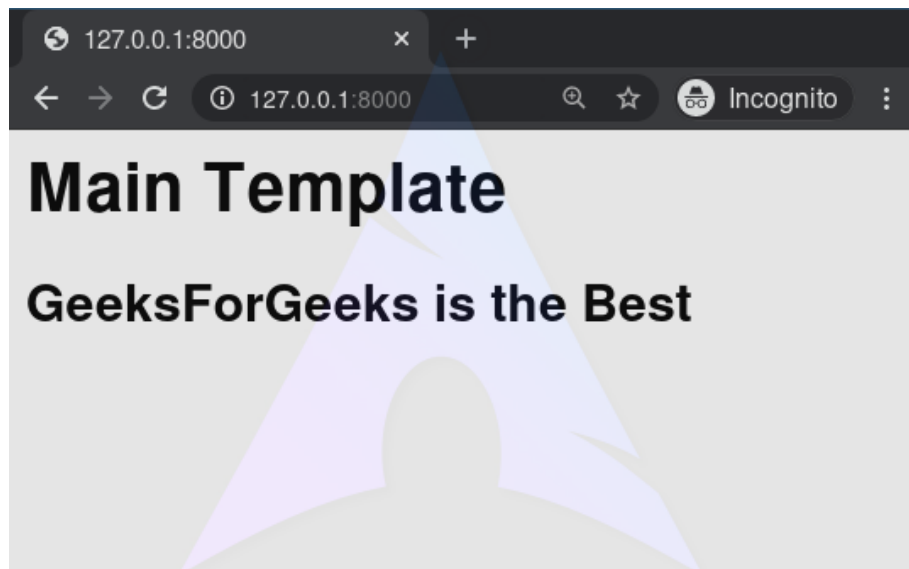 127.0.0.1:8000
127.0.0.1:8000 Incognito
Main Template
GeeksForGeeks is the Best